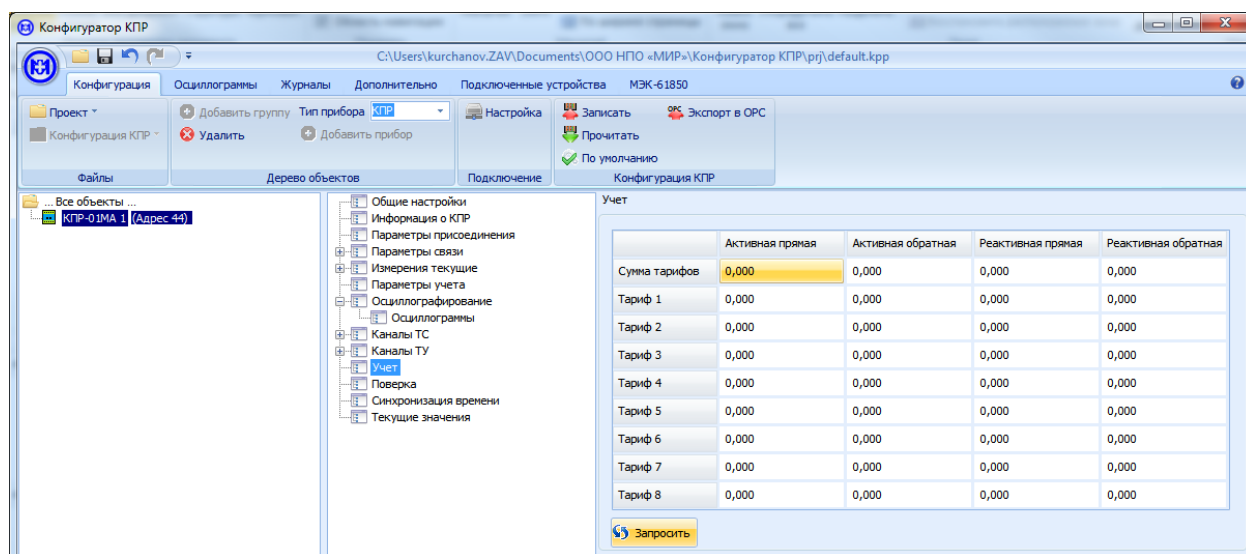 Конфигуратор КПР
C:\Users\kurchanov.ZAV\Documents\ООО НПО «МИР»\Конфигуратор КПР\prj\default.kpp
Конфигурация Осциллограммы Журналы Дополнительно Подключенные устройства МЭК-61850
Проект Добавить группу Тип прибора КПР Настройка Записать Экспорт в OPC
Конфигурация КПР Удалить Добавить прибор Прочитать
По умолчанию
Файлы Дерево объектов Подключение Конфигурация КПР
... Все объекты ...
КПР-01МА 1 (Адрес 44)
Общие настройки
Информация о КПР
Параметры присоединения
Параметры связи
Измерения текущие
Параметры учета
Осциллографирование
Осциллограммы
Каналы ТС
Каналы ТУ
Учет
Поверка
Синхронизация времени
Текущие значения
Учет
Активная прямая Активная обратная Реактивная прямая Реактивная обратная
Сумма тарифов 0,000 0,000 0,000 0,000
Тариф 1 0,000 0,000 0,000 0,000
Тариф 2 0,000 0,000 0,000 0,000
Тариф 3 0,000 0,000 0,000 0,000
Тариф 4 0,000 0,000 0,000 0,000
Тариф 5 0,000 0,000 0,000 0,000
Тариф 6 0,000 0,000 0,000 0,000
Тариф 7 0,000 0,000 0,000 0,000
Тариф 8 0,000 0,000 0,000 0,000
Запросить